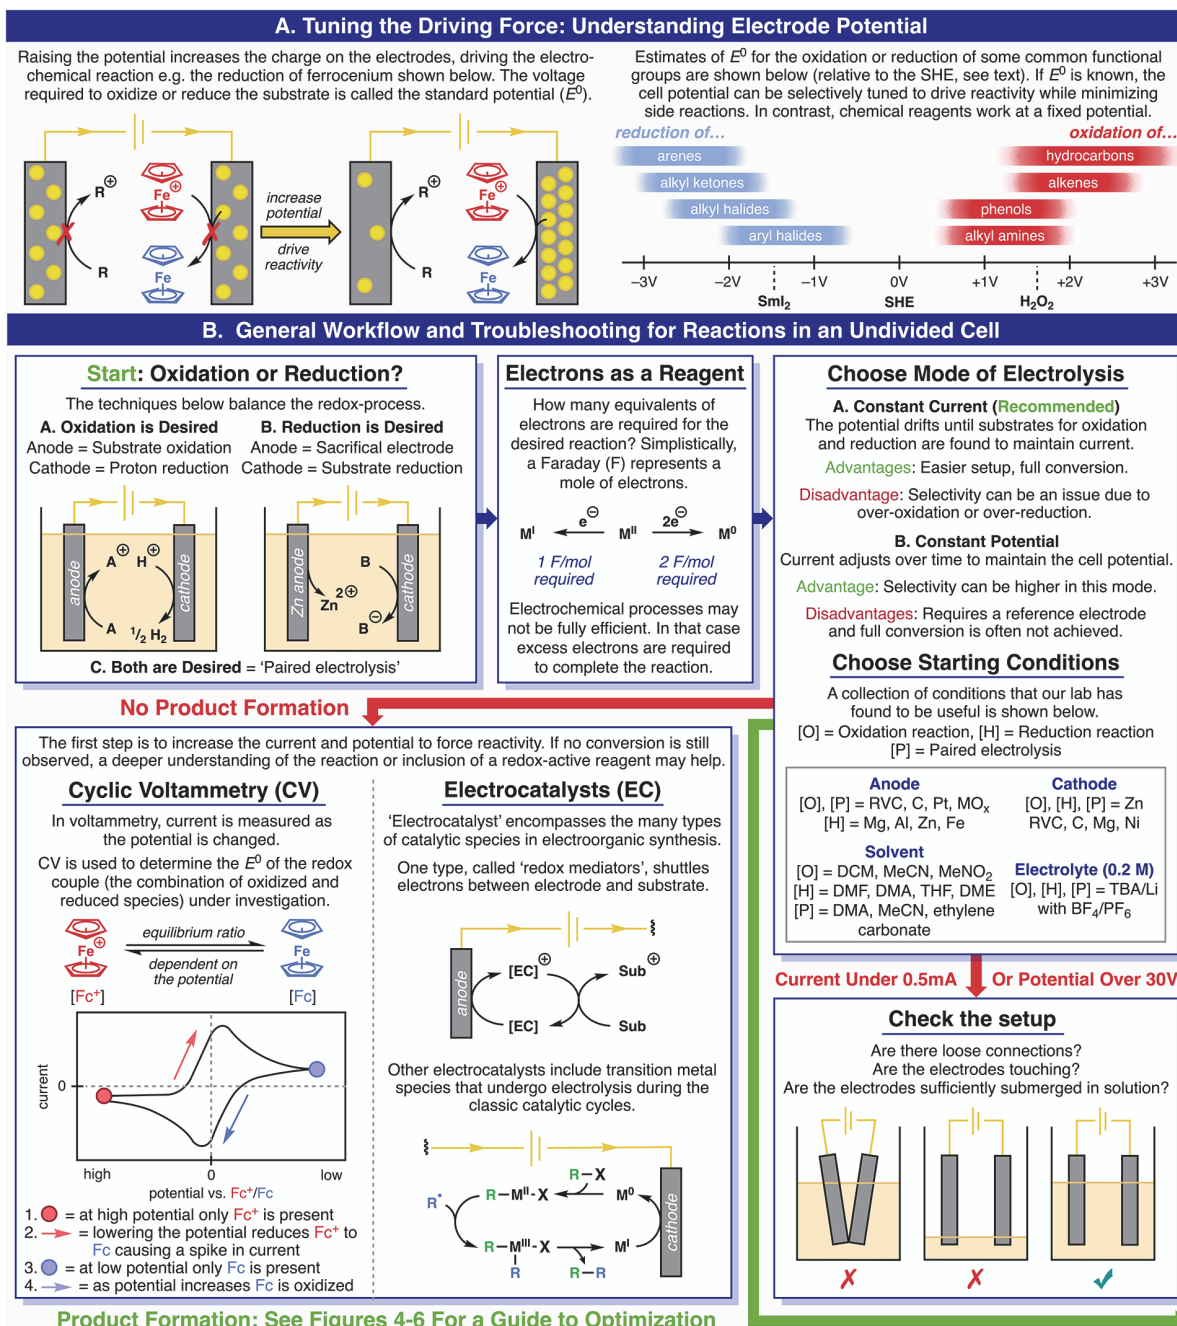 A. Tuning the Driving Force: Understanding Electrode Potential
Raising the potential increases the charge on the electrodes, driving the electro-
chemical reaction e.g. the reduction of ferrocenium shown below. The voltage
required to oxidize or reduce the substrate is called the standard potential (E⁰).
Estimates of E⁰ for the oxidation or reduction of some common functional
groups are shown below (relative to the SHE, see text). If E⁰ is known, the
cell potential can be selectively tuned to drive reactivity while minimizing
side reactions. In contrast, chemical reagents work at a fixed potential.
R⊕
Fe⊕
Fe
R
increase
potential
drive
reactivity
R⊕
Fe⊕
Fe
R
reduction of…
oxidation of…
arenes
hydrocarbons
alkyl ketones
alkenes
alkyl halides
phenols
aryl halides
alkyl amines
–3V –2V –1V 0V +1V +2V +3V
SmI₂ SHE H₂O₂
B. General Workflow and Troubleshooting for Reactions in an Undivided Cell
Start: Oxidation or Reduction?
The techniques below balance the redox-process.
A. Oxidation is Desired
Anode = Substrate oxidation
Cathode = Proton reduction
B. Reduction is Desired
Anode = Sacrifical electrode
Cathode = Substrate reduction
anode
A⊕ H⊕
A ¹/₂ H₂
cathode
Zn anode
Zn²⊕
B
B⊖
cathode
C. Both are Desired = ‘Paired electrolysis’
Electrons as a Reagent
How many equivalents of
electrons are required for the
desired reaction? Simplistically,
a Faraday (F) represents a
mole of electrons.
Mᴵ e⊖ Mᴵᴵ 2e⊖ M⁰
1 F/mol
required
2 F/mol
required
Electrochemical processes may
not be fully efficient. In that case
excess electrons are required
to complete the reaction.
Choose Mode of Electrolysis
A. Constant Current (Recommended)
The potential drifts until substrates for oxidation
and reduction are found to maintain current.
Advantages: Easier setup, full conversion.
Disadvantage: Selectivity can be an issue due to
over-oxidation or over-reduction.
B. Constant Potential
Current adjusts over time to maintain the cell potential.
Advantage: Selectivity can be higher in this mode.
Disadvantages: Requires a reference electrode
and full conversion is often not achieved.
Choose Starting Conditions
A collection of conditions that our lab has
found to be useful is shown below.
[O] = Oxidation reaction, [H] = Reduction reaction
[P] = Paired electrolysis
Anode
[O], [P] = RVC, C, Pt, MOₓ
[H] = Mg, Al, Zn, Fe
Cathode
[O], [H], [P] = Zn
RVC, C, Mg, Ni
Solvent
[O] = DCM, MeCN, MeNO₂
[H] = DMF, DMA, THF, DME
[P] = DMA, MeCN, ethylene
carbonate
Electrolyte (0.2 M)
[O], [H], [P] = TBA/Li
with BF₄/PF₆
No Product Formation
The first step is to increase the current and potential to force reactivity. If no conversion is still
observed, a deeper understanding of the reaction or inclusion of a redox-active reagent may help.
Cyclic Voltammetry (CV)
In voltammetry, current is measured as
the potential is changed.
CV is used to determine the E⁰ of the redox
couple (the combination of oxidized and
reduced species) under investigation.
Fe⊕
[Fc⁺]
equilibrium ratio
dependent on
the potential
Fe
[Fc]
current
0
high 0 low
potential vs. Fc⁺/Fc
1. = at high potential only Fc⁺ is present
2. = lowering the potential reduces Fc⁺ to
Fc causing a spike in current
3. = at low potential only Fc is present
4. = as potential increases Fc is oxidized
Electrocatalysts (EC)
‘Electrocatalyst’ encompasses the many types
of catalytic species in electroorganic synthesis.
One type, called ‘redox mediators’, shuttles
electrons between electrode and substrate.
anode
[EC]⊕ Sub⊕
[EC] Sub
Other electrocatalysts include transition metal
species that undergo electrolysis during the
classic catalytic cycles.
R–X
R• R–Mᴵᴵ-X M⁰
R–Mᴵᴵᴵ-X Mᴵ
R R–R
cathode
Current Under 0.5mA Or Potential Over 30V
Check the setup
Are there loose connections?
Are the electrodes touching?
Are the electrodes sufficiently submerged in solution?
Product Formation: See Figures 4-6 For a Guide to Optimization